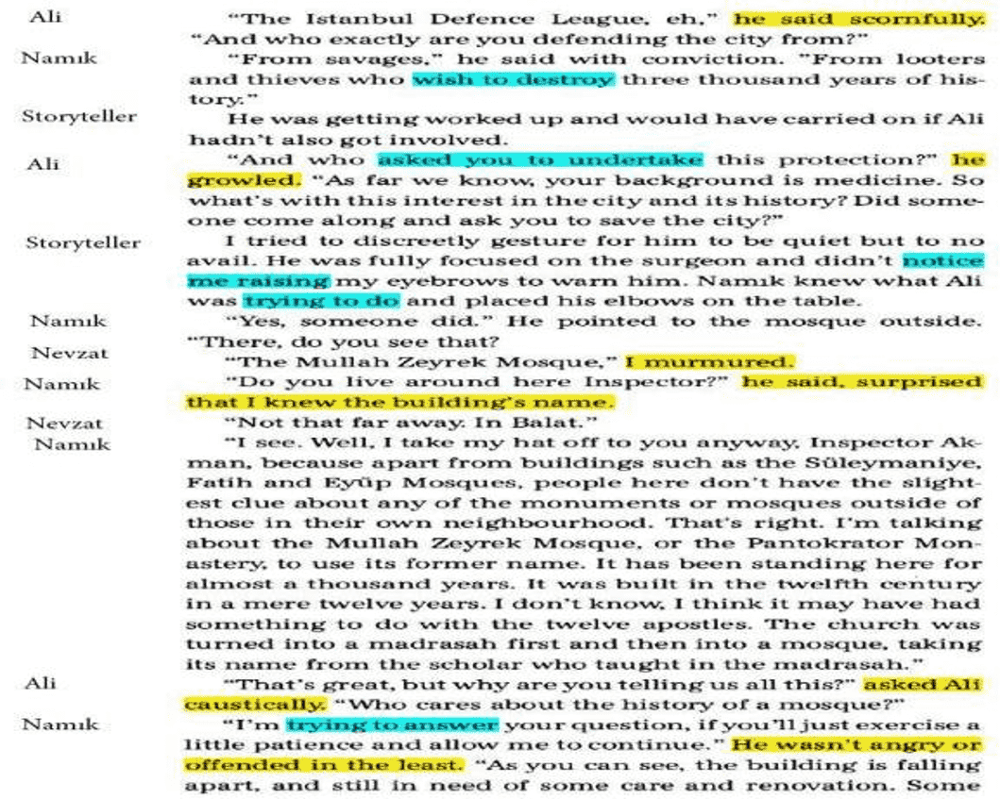 Ali “The Istanbul Defence League, eh,” he said scornfully.
“And who exactly are you defending the city from?”
Namık “From savages,” he said with conviction. ”From looters
and thieves who wish to destroy three thousand years of his-
tory.”
Storyteller He was getting worked up and would have carried on if Ali
hadn’t also got involved.
Ali “And who asked you to undertake this protection?” he
growled. “As far we know, your background is medicine. So
what’s with this interest in the city and its history? Did some-
one come along and ask you to save the city?”
Storyteller I tried to discreetly gesture for him to be quiet but to no
avail. He was fully focused on the surgeon and didn’t notice
me raising my eyebrows to warn him. Namık knew what Ali
was trying to do and placed his elbows on the table.
Namık “Yes, someone did.” He pointed to the mosque outside.
“There, do you see that?
Nevzat “The Mullah Zeyrek Mosque,” I murmured.
Namık “Do you live around here Inspector?” he said, surprised
that I knew the building’s name.
Nevzat “Not that far away. In Balat.”
Namık “I see. Well, I take my hat off to you anyway, Inspector Ak-
man, because apart from buildings such as the Süleymaniye,
Fatih and Eyüp Mosques, people here don’t have the slight-
est clue about any of the monuments or mosques outside of
those in their own neighbourhood. That’s right. I’m talking
about the Mullah Zeyrek Mosque, or the Pantokrator Mon-
astery, to use its former name. It has been standing here for
almost a thousand years. It was built in the twelfth century
in a mere twelve years. I don’t know, I think it may have had
something to do with the twelve apostles. The church was
turned into a madrasah first and then into a mosque, taking
its name from the scholar who taught in the madrasah.”
Ali “That’s great, but why are you telling us all this?” asked Ali
caustically. “Who cares about the history of a mosque?”
Namık “I’m trying to answer your question, if you’ll just exercise a
little patience and allow me to continue.” He wasn’t angry or
offended in the least. “As you can see, the building is falling
apart, and still in need of some care and renovation. Some